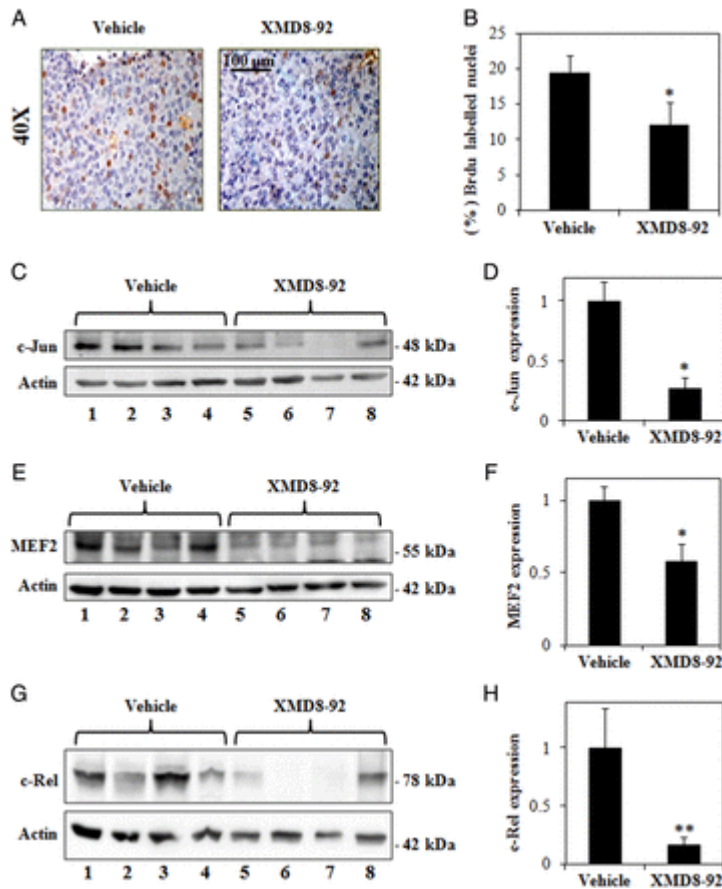 A
Vehicle
XMD8-92
40X
100 µm
B
(%) Brdu labelled nuclei
25
20
15
10
5
0
*
Vehicle
XMD8-92
C
Vehicle
XMD8-92
c-Jun
- 48 kDa
Actin
- 42 kDa
1 2 3 4 5 6 7 8
D
c-Jun expression
1
0.5
0
*
Vehicle
XMD8-92
E
Vehicle
XMD8-92
MEF2
- 55 kDa
Actin
- 42 kDa
1 2 3 4 5 6 7 8
F
MEF2 expression
1
0.5
0
*
Vehicle
XMD8-92
G
Vehicle
XMD8-92
c-Rel
- 78 kDa
Actin
- 42 kDa
1 2 3 4 5 6 7 8
H
c-Rel expression
1
0.5
0
**
Vehicle
XMD8-92